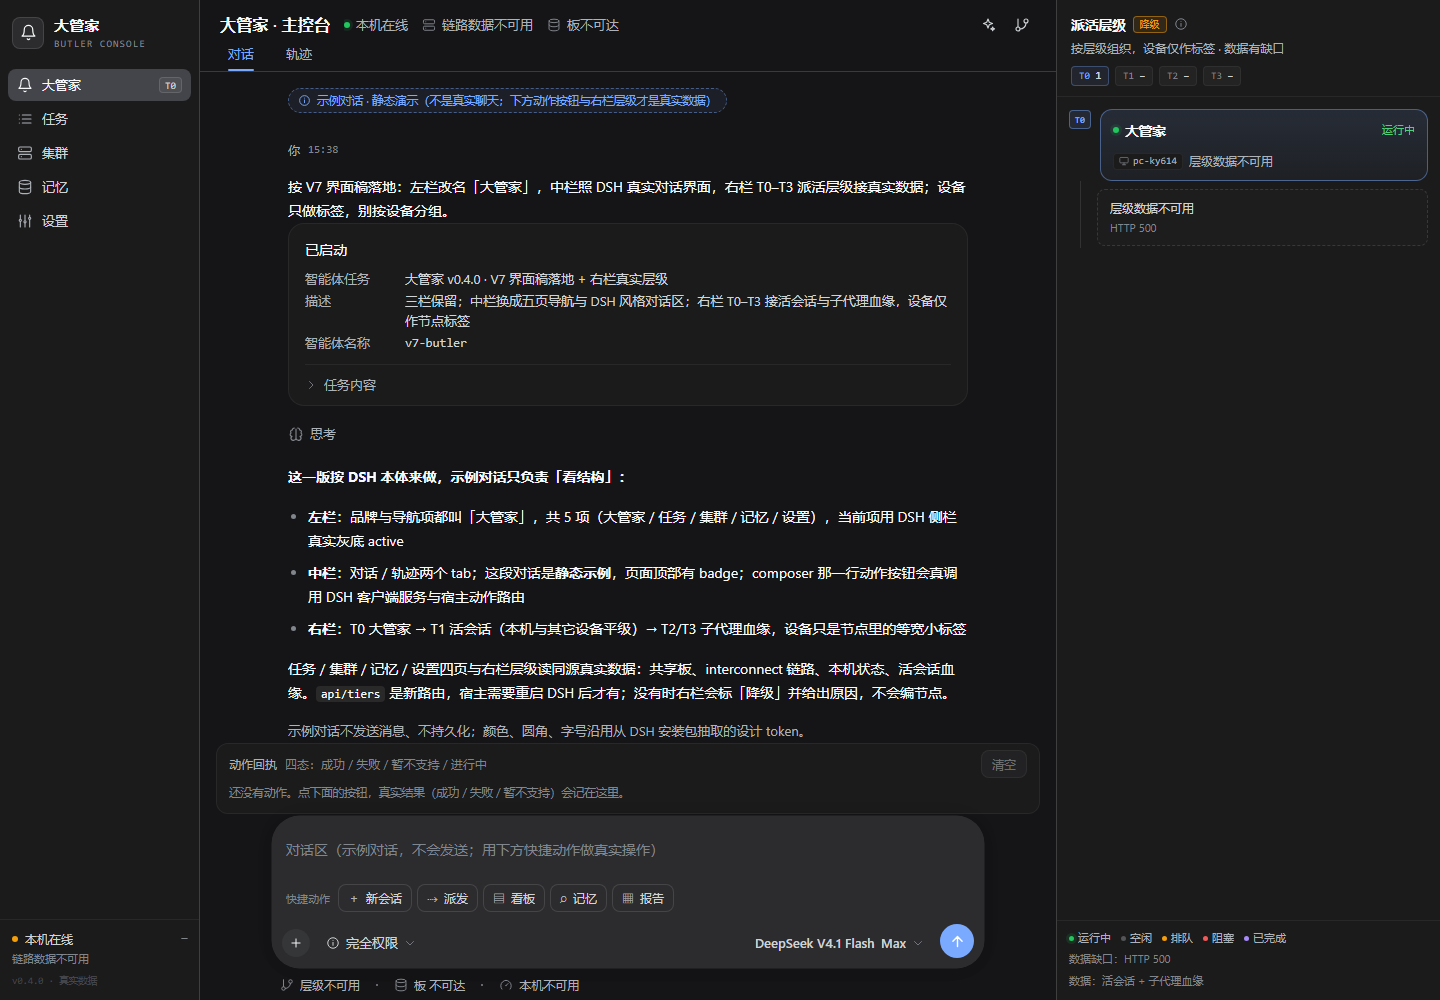 大管家
BUTLER CONSOLE
大管家 T0
任务
集群
记忆
设置
本机在线 –
链路数据不可用
v0.4.0 · 真实数据
大管家 · 主控台 本机在线 链路数据不可用 板不可达
对话 轨迹
示例对话 · 静态演示（不是真实聊天；下方动作按钮与右栏层级才是真实数据）
你 15:38
按 V7 界面稿落地：左栏改名「大管家」，中栏照 DSH 真实对话界面，右栏 T0–T3 派活层级接真实数据；设备
只做标签，别按设备分组。
已启动
智能体任务 大管家 v0.4.0 · V7 界面稿落地 + 右栏真实层级
描述 三栏保留；中栏换成五页导航与 DSH 风格对话区；右栏 T0–T3 接活会话与子代理血缘，设备仅
作节点标签
智能体名称 v7-butler
任务内容
思考
这一版按 DSH 本体来做，示例对话只负责「看结构」：
• 左栏：品牌与导航项都叫「大管家」，共 5 项（大管家 / 任务 / 集群 / 记忆 / 设置），当前项用 DSH 侧栏
真实灰底 active
• 中栏：对话 / 轨迹两个 tab；这段对话是静态示例，页面顶部有 badge；composer 那一行动作按钮会真调
用 DSH 客户端服务与宿主动作路由
• 右栏：T0 大管家 → T1 活会话（本机与其它设备平级）→ T2/T3 子代理血缘，设备只是节点里的等宽小标签
任务 / 集群 / 记忆 / 设置四页与右栏层级读同源真实数据：共享板、interconnect 链路、本机状态、活会话血
缘。api/tiers 是新路由，宿主需要重启 DSH 后才有；没有时右栏会标「降级」并给出原因，不会编节点。
示例对话不发送消息、不持久化；颜色、圆角、字号沿用从 DSH 安装包抽取的设计 token。
动作回执 四态：成功 / 失败 / 暂不支持 / 进行中 清空
还没有动作。点下面的按钮，真实结果（成功 / 失败 / 暂不支持）会记在这里。
对话区（示例对话，不会发送；用下方快捷动作做真实操作）
快捷动作 + 新会话 派发 看板 记忆 报告
+ 完全权限 DeepSeek V4.1 Flash Max
层级不可用 · 板 不可达 · 本机不可用
派活层级 降级
按层级组织，设备仅作标签 · 数据有缺口
T0 1 T1 – T2 – T3 –
T0 大管家 运行中
pc-ky614 层级数据不可用
层级数据不可用
HTTP 500
运行中 空闲 排队 阻塞 已完成
数据缺口：HTTP 500
数据：活会话 + 子代理血缘